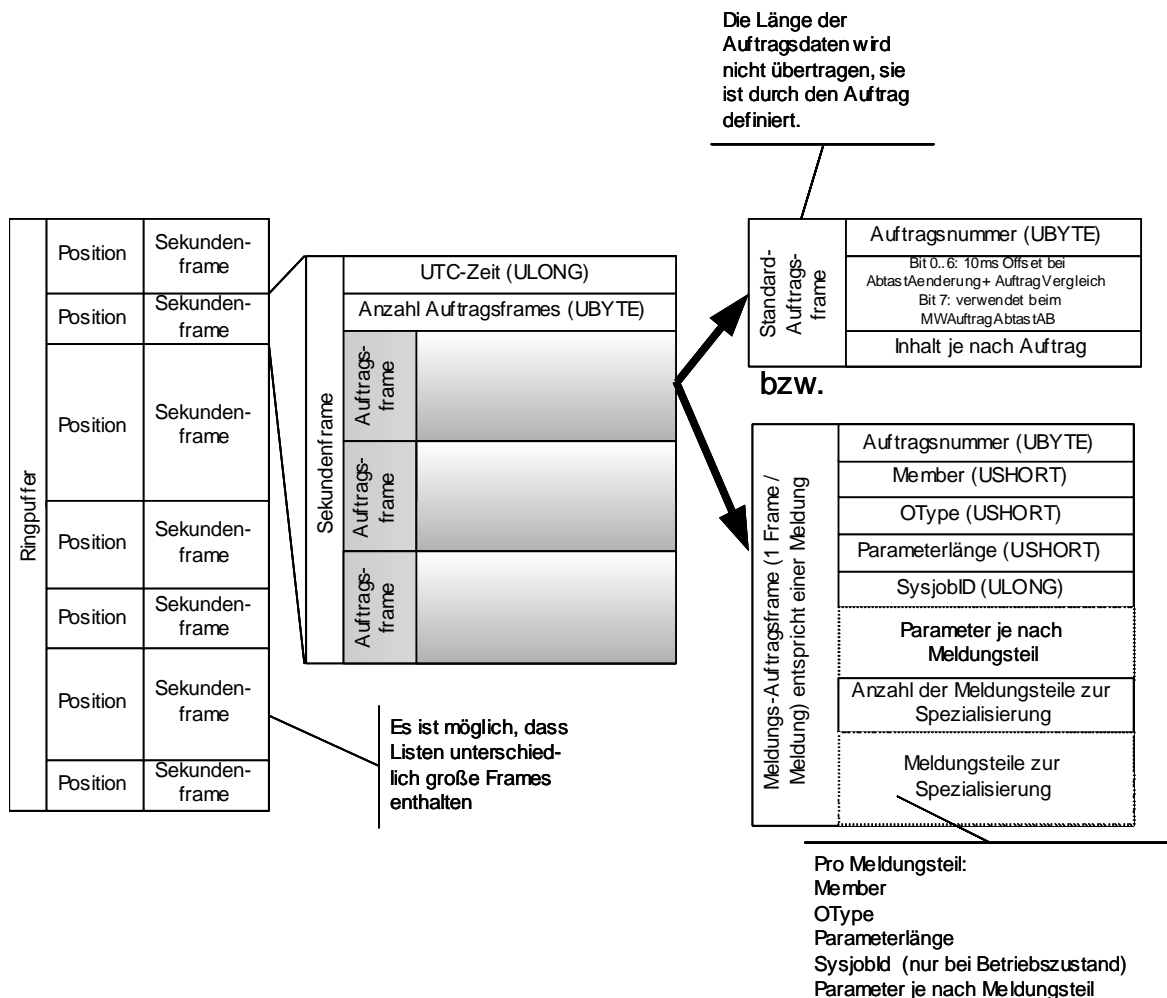 Die Länge der
Auftragsdaten wird
nicht übertragen, sie
ist durch den Auftrag
definiert.
Ringpuffer
Position
Sekunden-
frame
Position
Sekunden-
frame
Position
Sekunden-
frame
Position
Sekunden-
frame
Position
Sekunden-
frame
Position
Sekunden-
frame
Position
Sekunden-
frame
Es ist möglich, dass
Listen unterschied-
lich große Frames
enthalten
Sekundenframe
UTC-Zeit (ULONG)
Anzahl Auftragsframes (UBYTE)
Auftrags-
frame
Auftrags-
frame
Auftrags-
frame
Standard-
Auftrags-
frame
Auftragsnummer (UBYTE)
Bit 0..6: 10ms Offset bei
AbtastAenderung+ AuftragVergleich
Bit 7: verwendet beim
MWAuftragAbtastAB
Inhalt je nach Auftrag
bzw.
Meldungs-Auftragsframe (1 Frame /
Meldung) entspricht einer Meldung
Auftragsnummer (UBYTE)
Member (USHORT)
OType (USHORT)
Parameterlänge (USHORT)
SysjobID (ULONG)
Parameter je nach
Meldungsteil
Anzahl der Meldungsteile zur
Spezialisierung
Meldungsteile zur
Spezialisierung
Pro Meldungsteil:
Member
OType
Parameterlänge
SysjobId (nur bei Betriebszustand)
Parameter je nach Meldungsteil